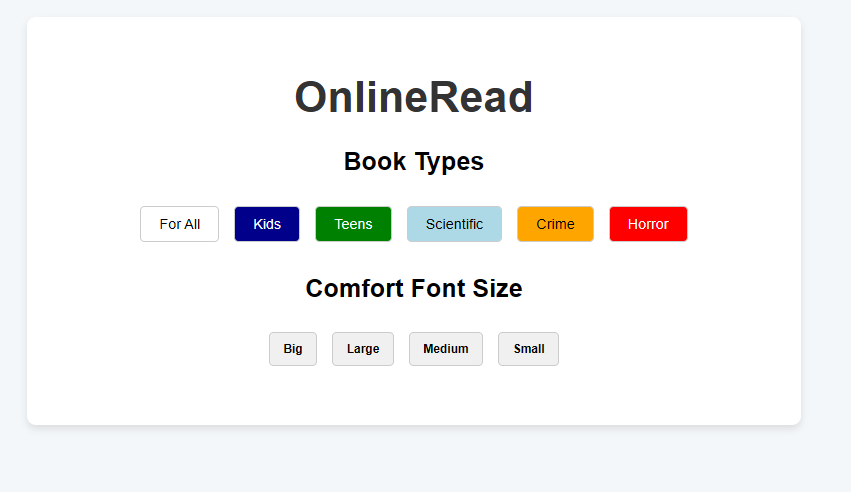 OnlineRead
Book Types
For All Kids Teens Scientific Crime Horror
Comfort Font Size
Big Large Medium Small